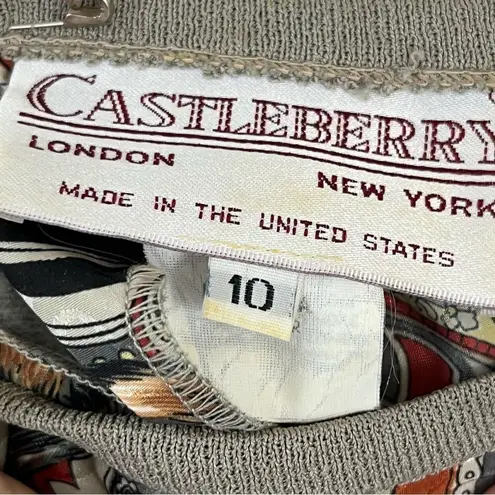 CASTLEBERRY
LONDON
NEW YORK
MADE IN THE UNITED STATES
10